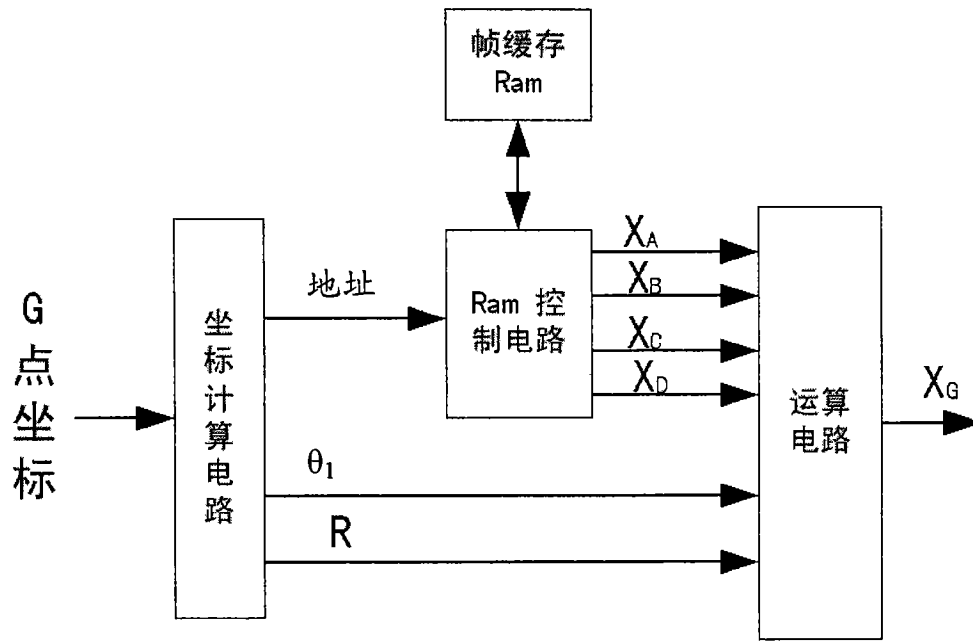 帧缓存
Ram
G
点
坐
标
坐
标
计
算
电
路
地址
Ram 控
制电路
X_A
X_B
X_C
X_D
θ₁
R
运算
电路
X_G